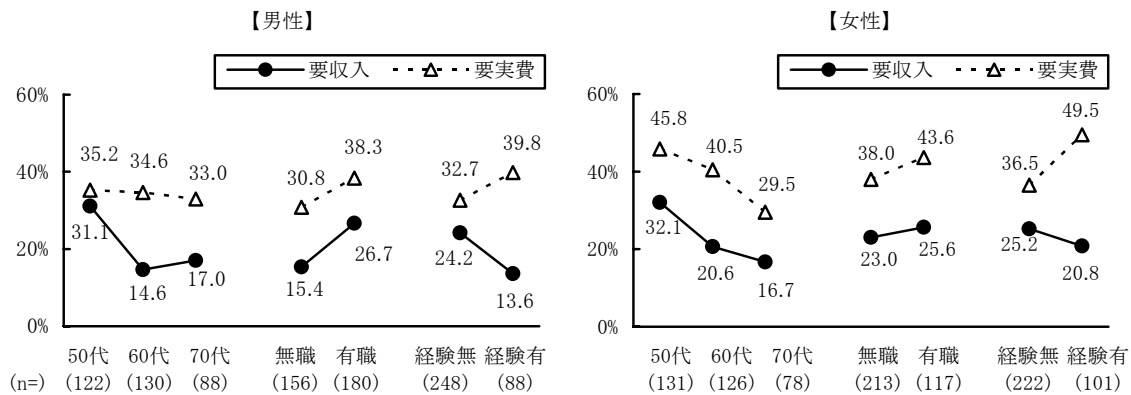 【男性】
要収入 要実費
60%
40%
20%
0%
35.2 34.6 33.0 30.8 38.3 32.7 39.8
31.1 14.6 17.0 15.4 26.7 24.2 13.6
50代 60代 70代 無職 有職 経験無 経験有
(n=) (122) (130) (88) (156) (180) (248) (88)
【女性】
要収入 要実費
60%
40%
20%
0%
45.8 40.5 29.5 38.0 43.6 36.5 49.5
32.1 20.6 16.7 23.0 25.6 25.2 20.8
50代 60代 70代 無職 有職 経験無 経験有
(131) (126) (78) (213) (117) (222) (101)